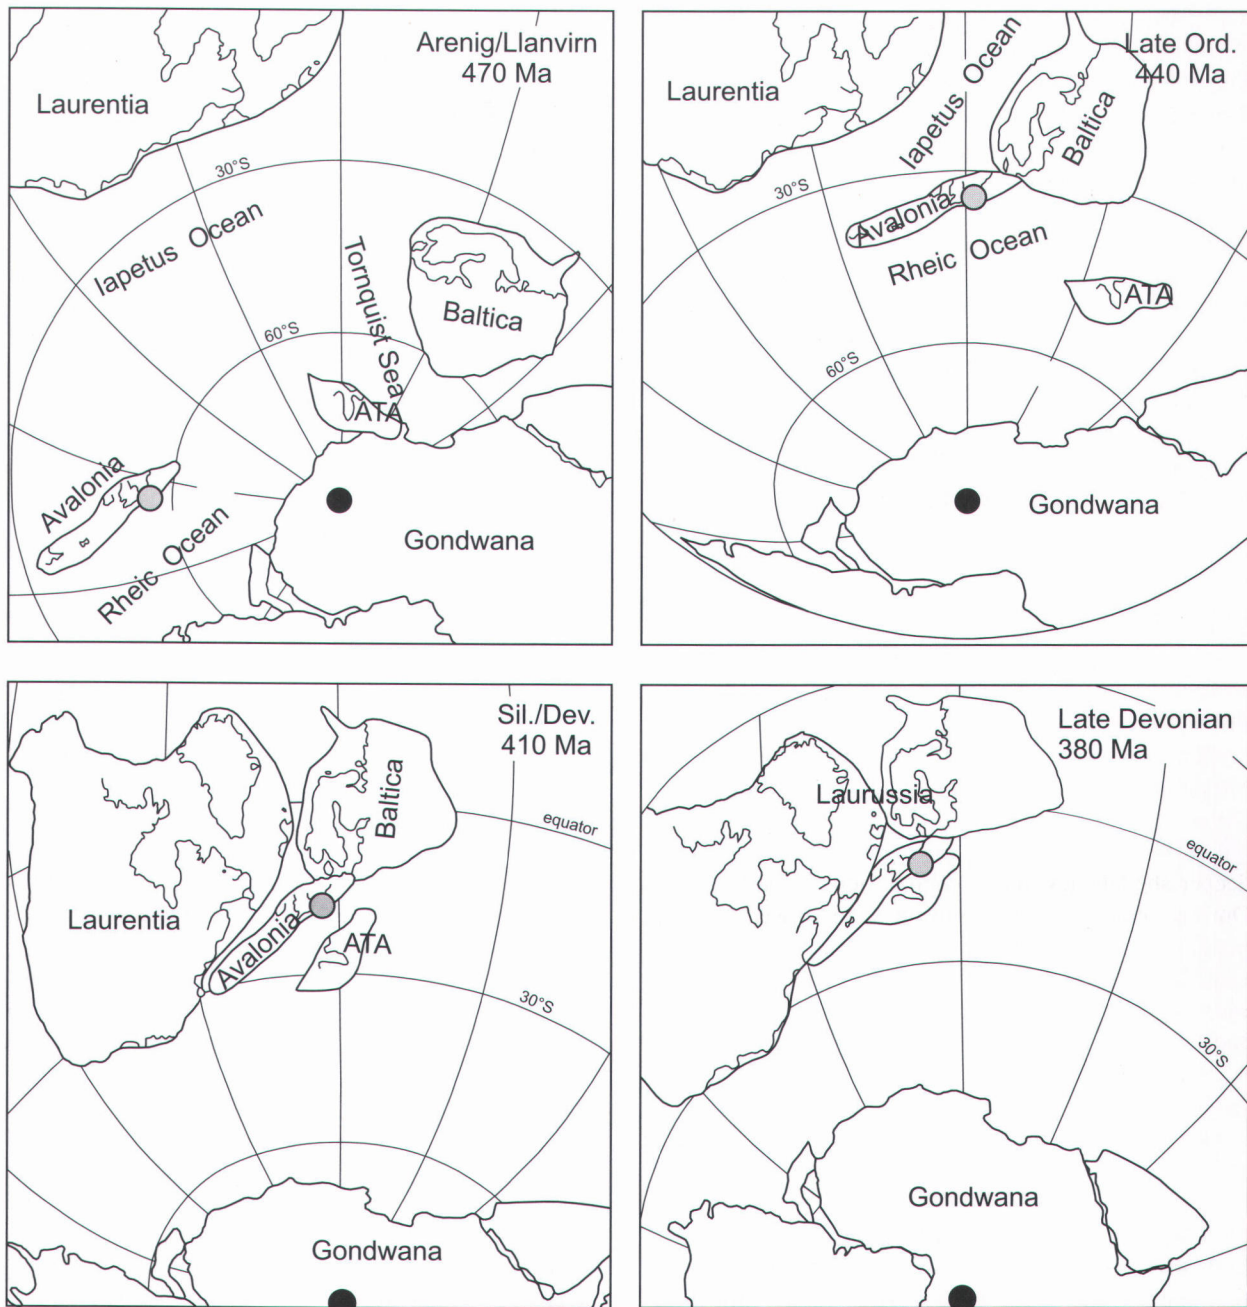 Arenig/Llanvirn
470 Ma
Laurentia
30°S
Iapetus Ocean
Tornquist Sea
Baltica
60°S
ATA
Avalonia
Rheic Ocean
Gondwana
Late Ord.
440 Ma
Laurentia
Iapetus Ocean
Baltica
30°S
Avalonia
Rheic Ocean
ATA
60°S
Gondwana
Sil./Dev.
410 Ma
Baltica
equator
Laurentia
Avalonia
ATA
30°S
Gondwana
Late Devonian
380 Ma
Laurussia
equator
30°S
Gondwana